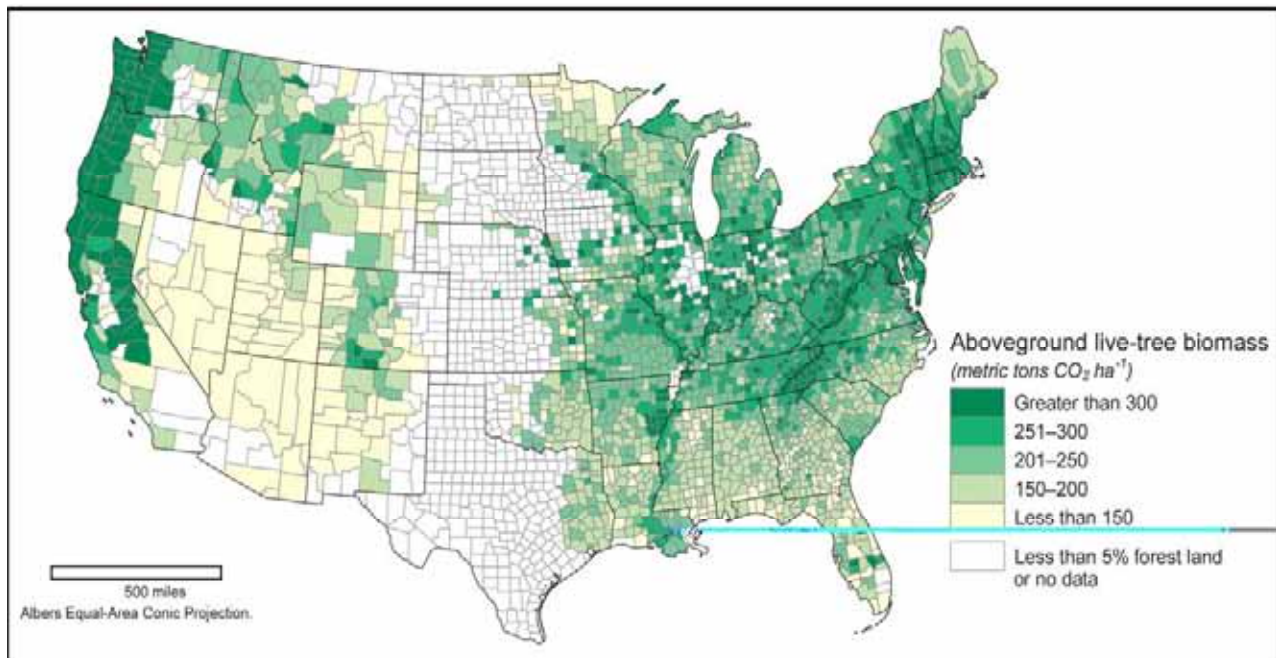 Aboveground live-tree biomass
(metric tons CO₂ ha⁻¹)
Greater than 300
251–300
201–250
150–200
Less than 150
Less than 5% forest land
or no data
500 miles
Albers Equal-Area Conic Projection.